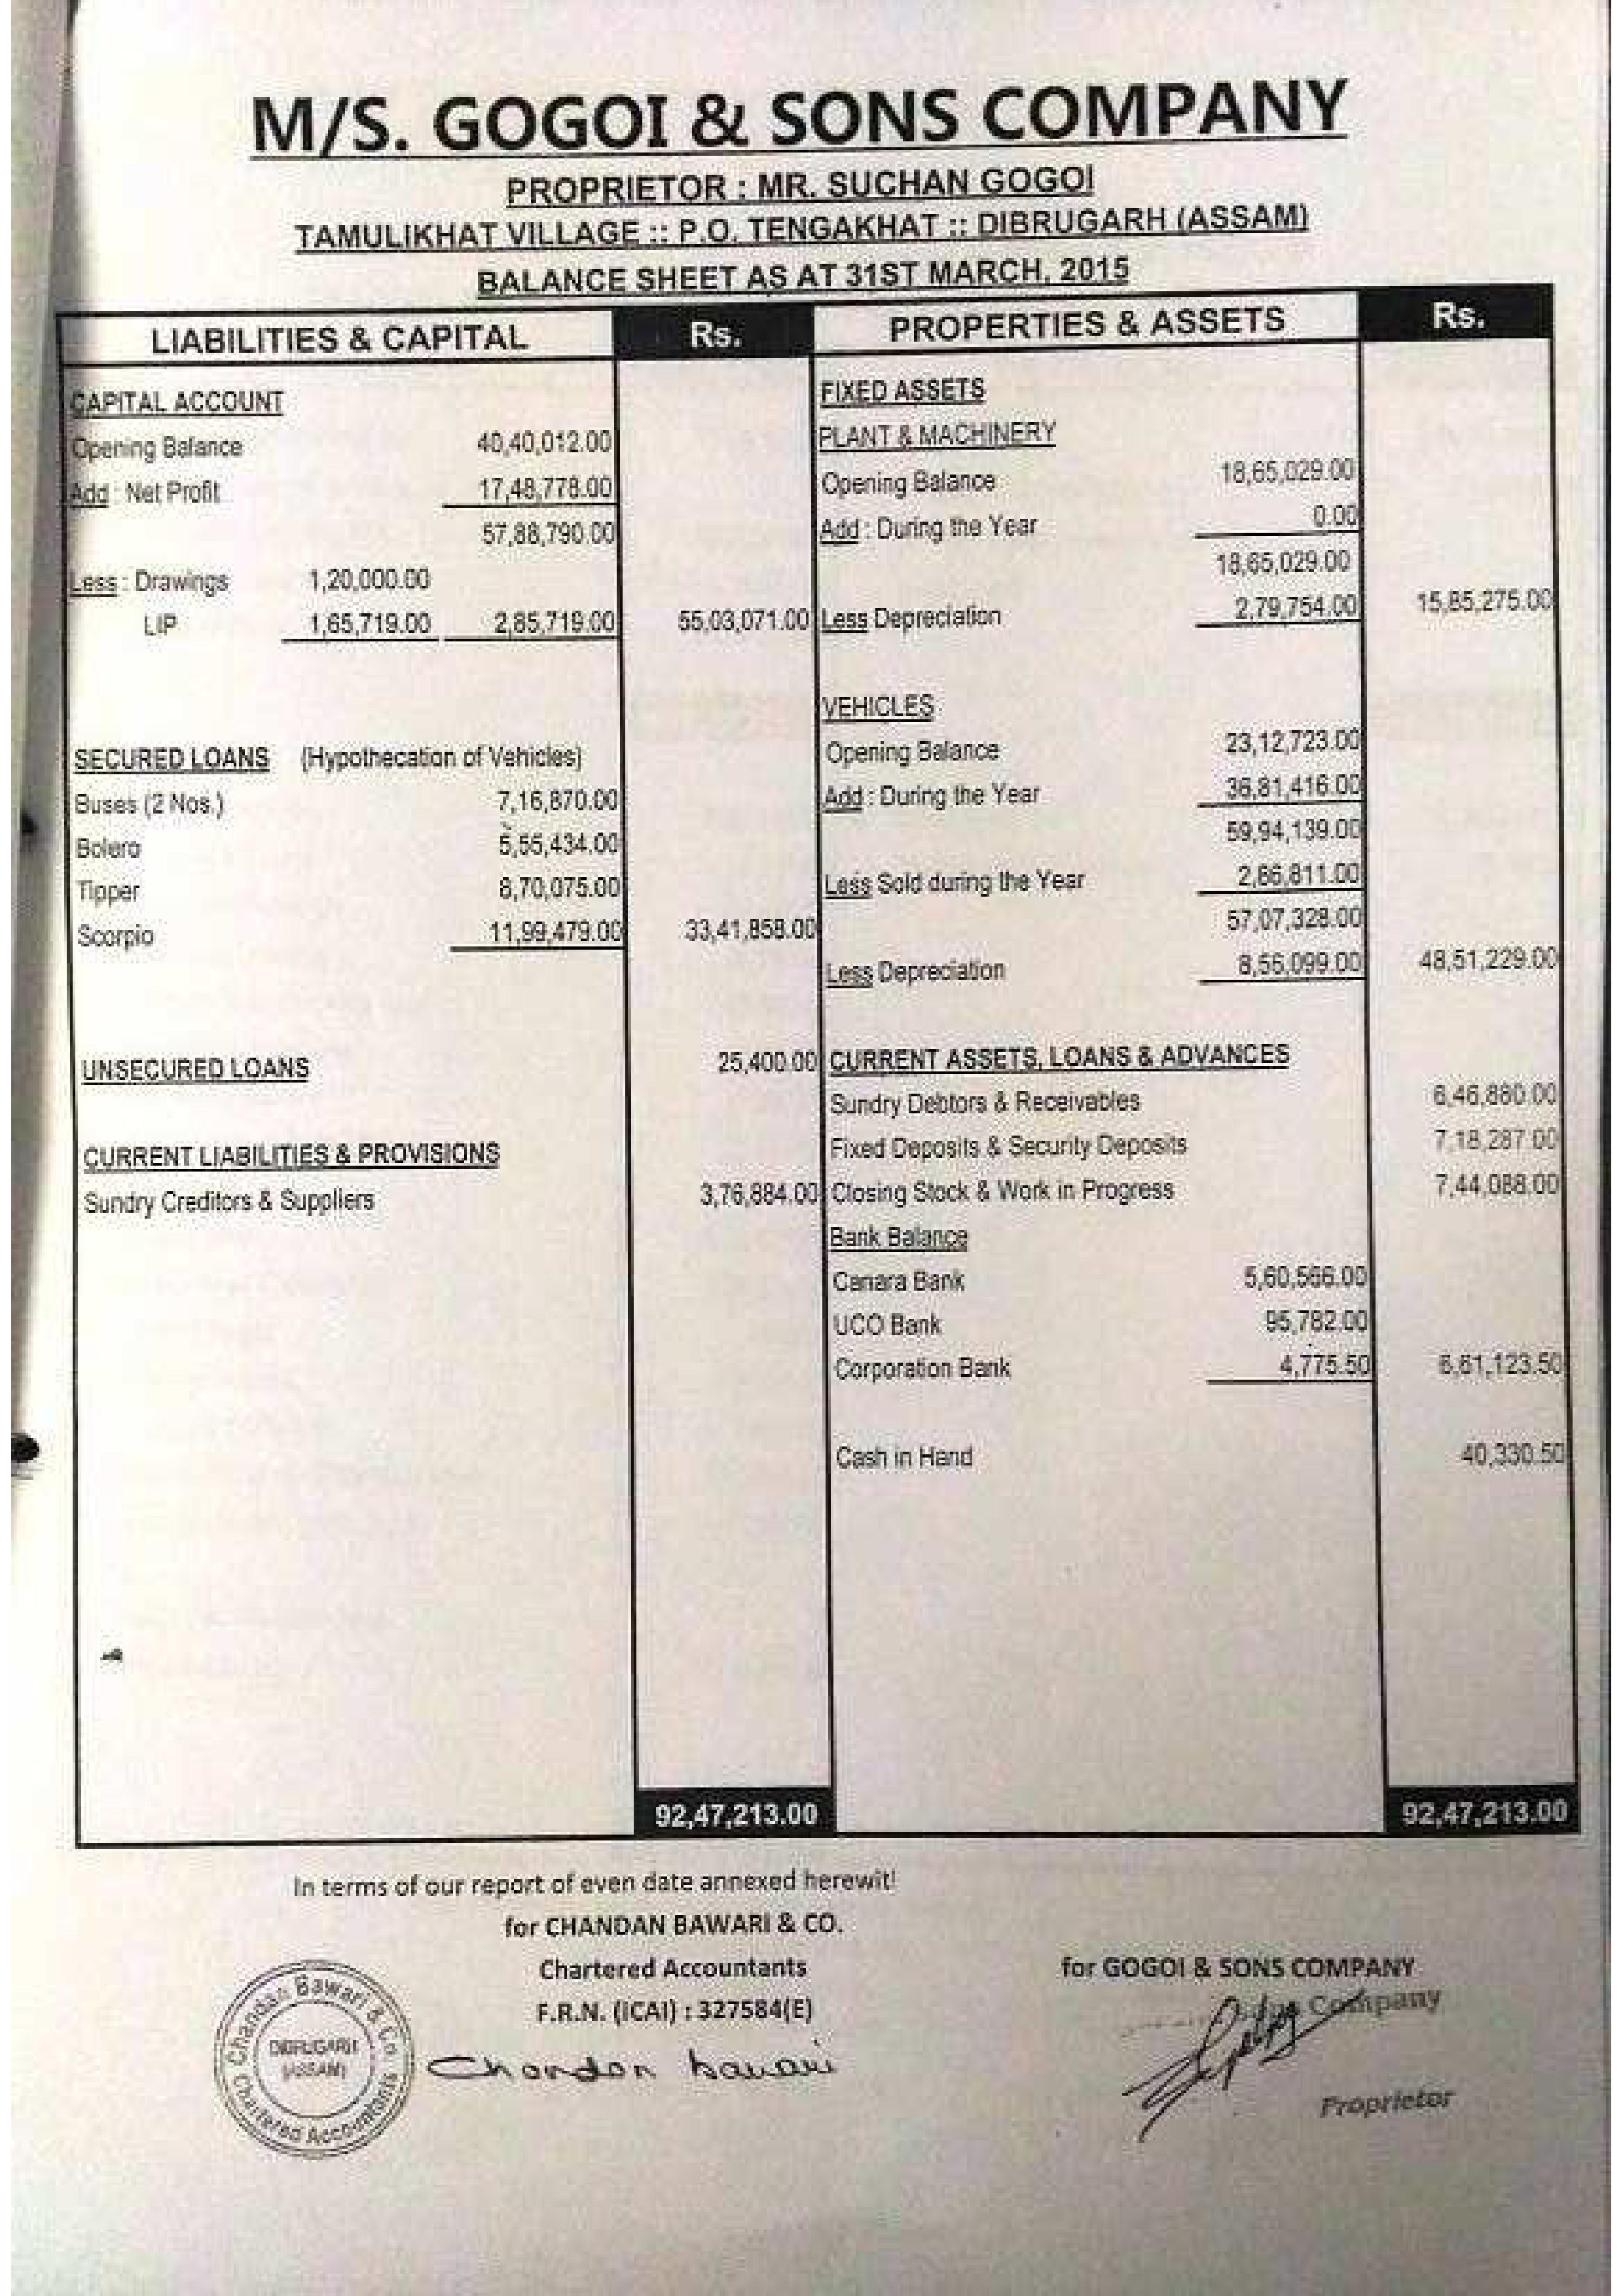 M/S. GOGOI & SONS COMPANY
PROPRIETOR : MR. SUCHAN GOGOI
TAMULIKHAT VILLAGE :: P.O. TENGAKHAT :: DIBRUGARH (ASSAM)
BALANCE SHEET AS AT 31ST MARCH, 2015
LIABILITIES & CAPITAL Rs. PROPERTIES & ASSETS Rs.
CAPITAL ACCOUNT
Opening Balance 40,40,012.00
Add : Net Profit 17,48,778.00
57,88,790.00
Less : Drawings 1,20,000.00
LIP 1,65,719.00 2,85,719.00 55,03,071.00
SECURED LOANS (Hypothecation of Vehicles)
Buses (2 Nos.) 7,16,870.00
Bolero 5,55,434.00
Tipper 8,70,075.00
Scorpio 11,99,479.00 33,41,858.00
UNSECURED LOANS 25,400.00
CURRENT LIABILITIES & PROVISIONS
Sundry Creditors & Suppliers 3,76,884.00
92,47,213.00
FIXED ASSETS
PLANT & MACHINERY
Opening Balance 18,65,029.00
Add : During the Year 0.00
18,65,029.00
Less Depreciation 2,79,754.00 15,85,275.00
VEHICLES
Opening Balance 23,12,723.00
Add : During the Year 36,81,416.00
59,94,139.00
Less Sold during the Year 2,86,811.00
57,07,328.00
Less Depreciation 8,56,099.00 48,51,229.00
CURRENT ASSETS, LOANS & ADVANCES
Sundry Debtors & Receivables 6,46,880.00
Fixed Deposits & Security Deposits 7,18,287.00
Closing Stock & Work in Progress 7,44,088.00
Bank Balance
Canara Bank 5,60,566.00
UCO Bank 95,782.00
Corporation Bank 4,775.50 6,61,123.50
Cash in Hand 40,330.50
92,47,213.00
In terms of our report of even date annexed herewit
for CHANDAN BAWARI & CO.
Chartered Accountants
F.R.N. (ICAI) : 327584(E)
Chandan Bawari
Chandan Bawari & Co.
DIBRUGARH
(ASSAM)
Chartered Accountants
for GOGOI & SONS COMPANY
Company
Proprietor